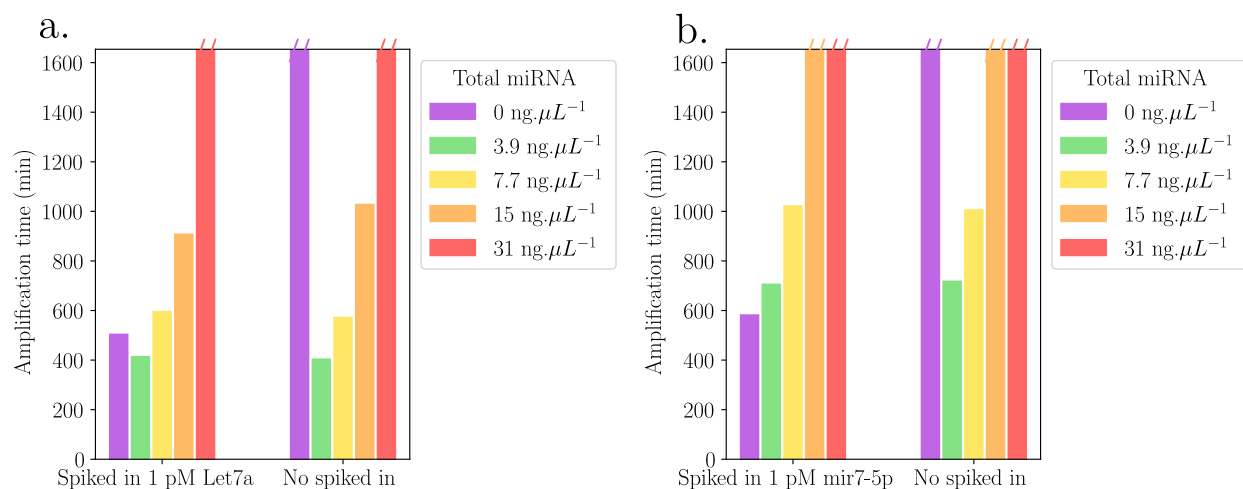 a.
Amplification time (min)
1600
1400
1200
1000
800
600
400
200
0
Spiked in 1 pM Let7a
No spiked in
Total miRNA
0 ng.μL⁻¹
3.9 ng.μL⁻¹
7.7 ng.μL⁻¹
15 ng.μL⁻¹
31 ng.μL⁻¹
b.
Amplification time (min)
1600
1400
1200
1000
800
600
400
200
0
Spiked in 1 pM mir7-5p
No spiked in
Total miRNA
0 ng.μL⁻¹
3.9 ng.μL⁻¹
7.7 ng.μL⁻¹
15 ng.μL⁻¹
31 ng.μL⁻¹